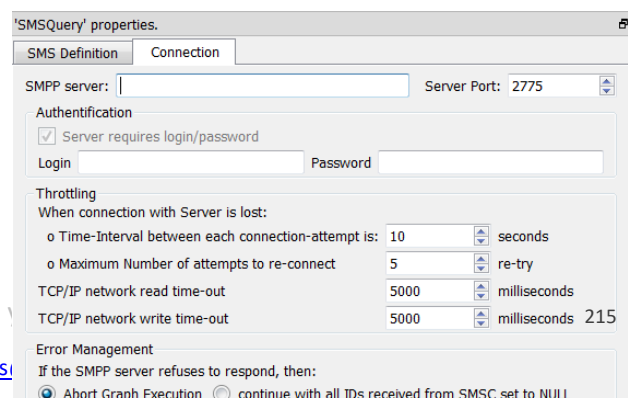 'SMSQuery' properties.
SMS Definition Connection
SMPP server: Server Port: 2775
Authentification
Server requires login/password
Login Password
Throttling
When connection with Server is lost:
o Time-Interval between each connection-attempt is: 10 seconds
o Maximum Number of attempts to re-connect 5 re-try
TCP/IP network read time-out 5000 milliseconds
TCP/IP network write time-out 5000 milliseconds 215
Error Management
If the SMPP server refuses to respond, then:
Abort Graph Execution continue with all IDs received from SMSC set to NULL